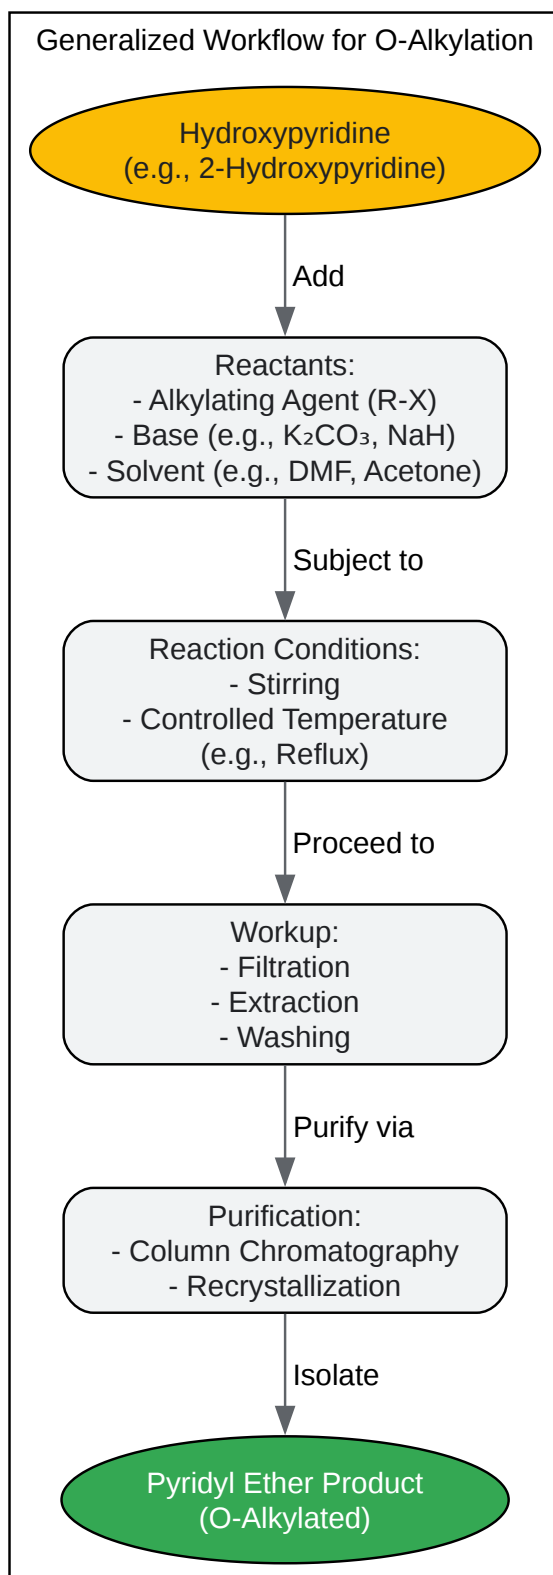 Generalized Workflow for O-Alkylation
Hydroxypyridine
(e.g., 2-Hydroxypyridine)
Add
Reactants:
- Alkylating Agent (R-X)
- Base (e.g., K₂CO₃, NaH)
- Solvent (e.g., DMF, Acetone)
Subject to
Reaction Conditions:
- Stirring
- Controlled Temperature
(e.g., Reflux)
Proceed to
Workup:
- Filtration
- Extraction
- Washing
Purify via
Purification:
- Column Chromatography
- Recrystallization
Isolate
Pyridyl Ether Product
(O-Alkylated)